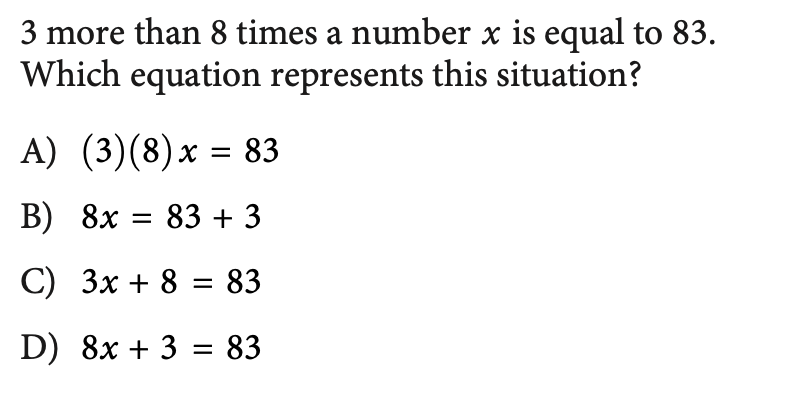 3 more than 8 times a number x is equal to 83.
Which equation represents this situation?
A) (3)(8)x = 83
B) 8x = 83 + 3
C) 3x + 8 = 83
D) 8x + 3 = 83